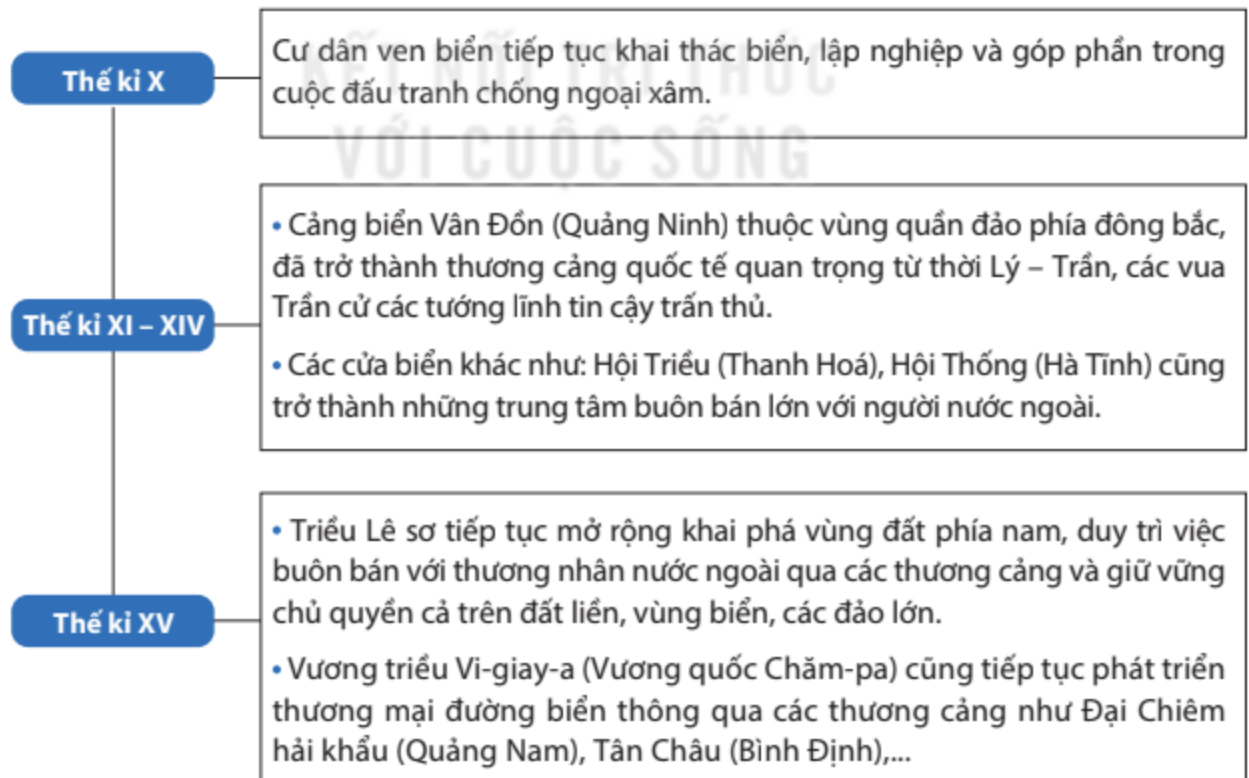 Thế kỉ X
Cư dân ven biển tiếp tục khai thác biển, lập nghiệp và góp phần trong
cuộc đấu tranh chống ngoại xâm.
KẾT NỐI TRI THỨC
VỚI CUỘC SỐNG
Thế kỉ XI – XIV
• Cảng biển Vân Đồn (Quảng Ninh) thuộc vùng quần đảo phía đông bắc,
đã trở thành thương cảng quốc tế quan trọng từ thời Lý – Trần, các vua
Trần cử các tướng lĩnh tin cậy trấn thủ.
• Các cửa biển khác như: Hội Triều (Thanh Hoá), Hội Thống (Hà Tĩnh) cũng
trở thành những trung tâm buôn bán lớn với người nước ngoài.
Thế kỉ XV
• Triều Lê sơ tiếp tục mở rộng khai phá vùng đất phía nam, duy trì việc
buôn bán với thương nhân nước ngoài qua các thương cảng và giữ vững
chủ quyền cả trên đất liền, vùng biển, các đảo lớn.
• Vương triều Vi-giay-a (Vương quốc Chăm-pa) cũng tiếp tục phát triển
thương mại đường biển thông qua các thương cảng như Đại Chiêm
hải khẩu (Quảng Nam), Tân Châu (Bình Định),...